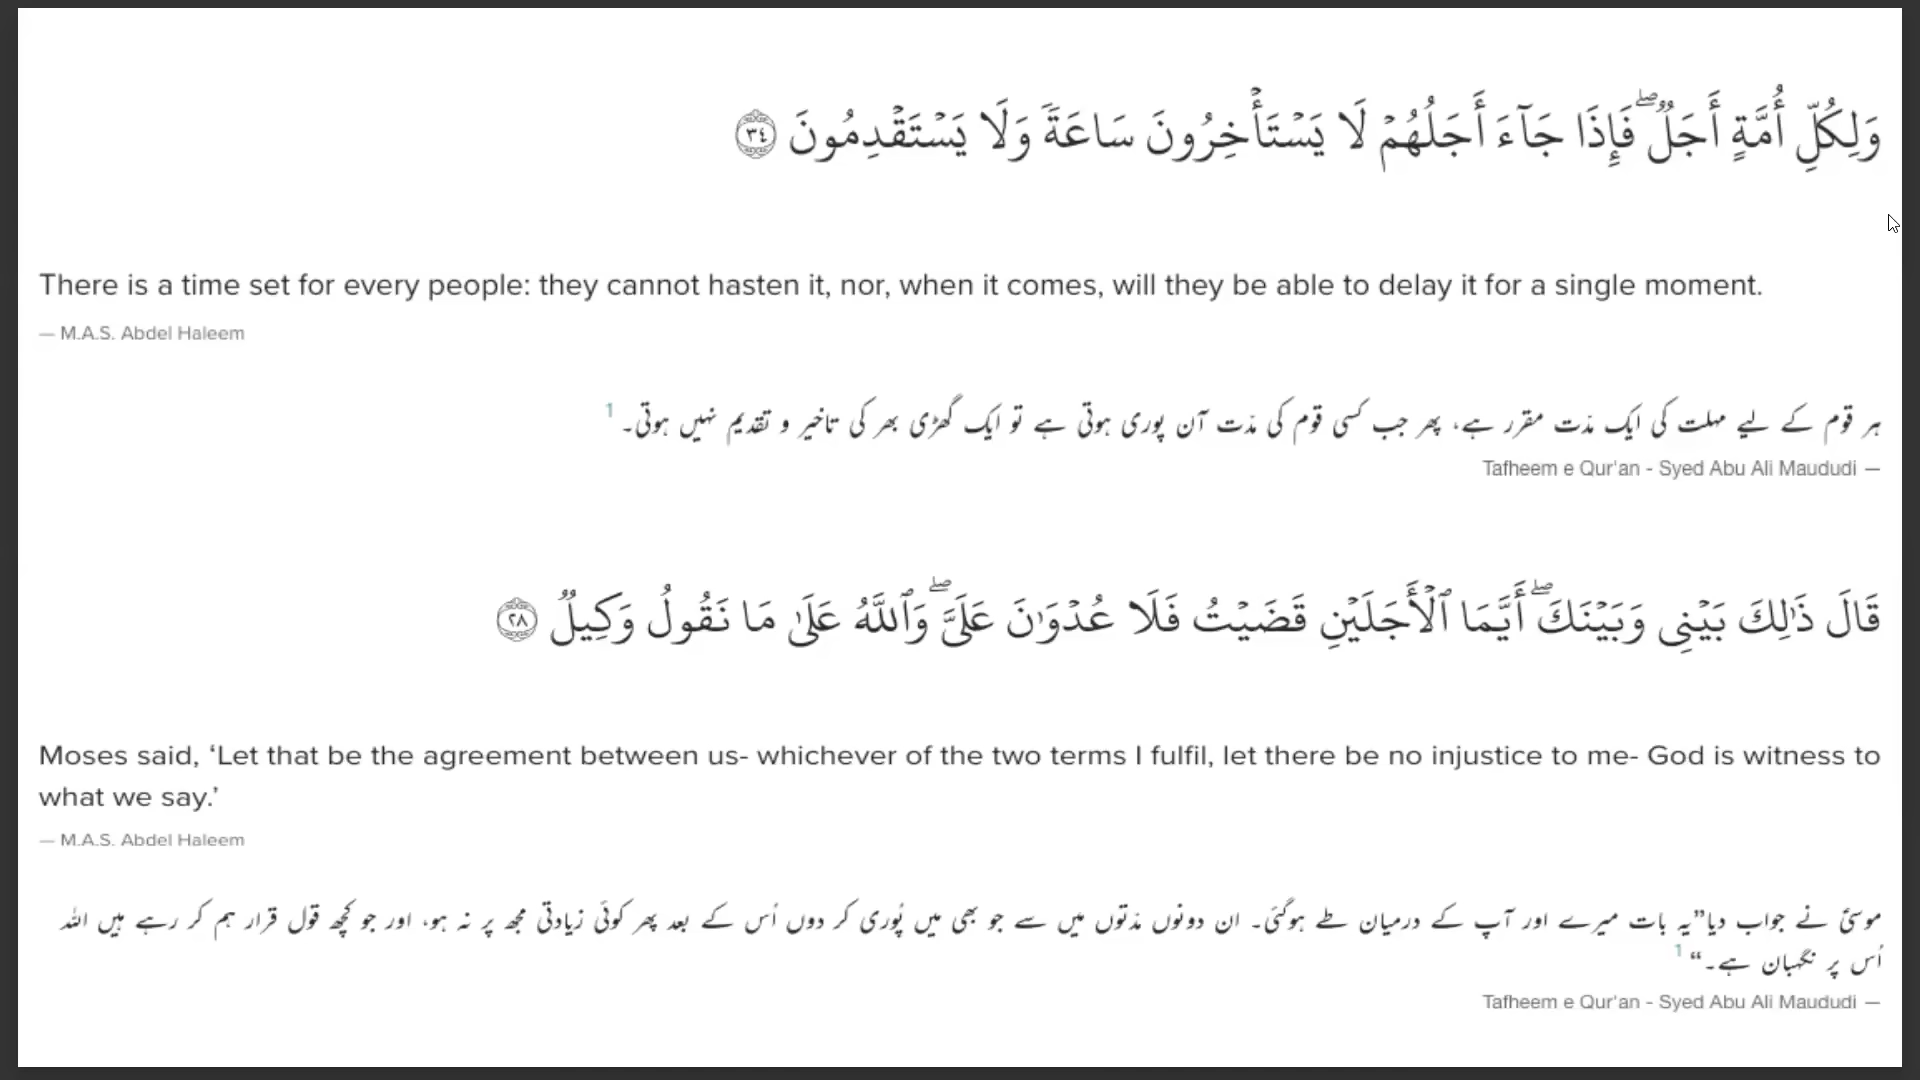 وَلِكُلِّ أُمَّةٍ أَجَلٌۭ ۖ فَإِذَا جَآءَ أَجَلُهُمْ لَا يَسْتَأْخِرُونَ سَاعَةًۭ ۖ وَلَا يَسْتَقْدِمُونَ ٣٤
There is a time set for every people: they cannot hasten it, nor, when it comes, will they be able to delay it for a single moment.
— M.A.S. Abdel Haleem
ہر قوم کے لیے مہلت کی ایک مدّت مقرر ہے، پھر جب کسی قوم کی مدّت آن پوری ہوتی ہے تو ایک گھڑی بھر کی تاخیر و تقدیم نہیں ہوتی۔ 1
Tafheem e Qur'an - Syed Abu Ali Maududi —
قَالَ ذَٰلِكَ بَيْنِى وَبَيْنَكَ ۖ أَيَّمَا ٱلْأَجَلَيْنِ قَضَيْتُ فَلَا عُدْوَٰنَ عَلَىَّ ۖ وَٱللَّهُ عَلَىٰ مَا نَقُولُ وَكِيلٌۭ ٢٨
Moses said, ‘Let that be the agreement between us- whichever of the two terms I fulfil, let there be no injustice to me- God is witness to
what we say.’
— M.A.S. Abdel Haleem
موسیٰؑ نے جواب دیا”یہ بات میرے اور آپ کے درمیان طے ہوگئی۔ ان دونوں مدّتوں میں سے جو بھی میں پُوری کر دوں اُس کے بعد پھر کوئی زیادتی مجھ پر نہ ہو، اور جو کچھ قول قرار ہم کر رہے ہیں اللہ
اُس پر نگہبان ہے۔“ 1
Tafheem e Qur'an - Syed Abu Ali Maududi —